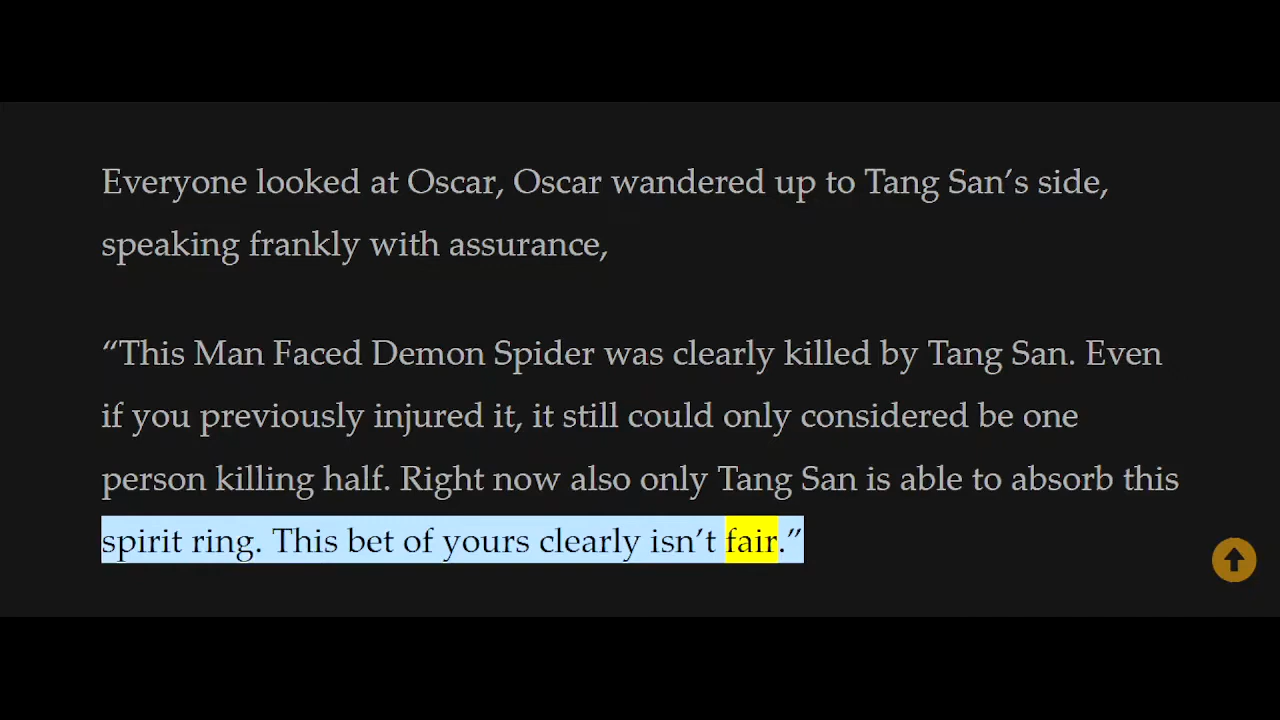 Everyone looked at Oscar, Oscar wandered up to Tang San’s side,
speaking frankly with assurance,
“This Man Faced Demon Spider was clearly killed by Tang San. Even
if you previously injured it, it still could only considered be one
person killing half. Right now also only Tang San is able to absorb this
spirit ring. This bet of yours clearly isn’t fair.”